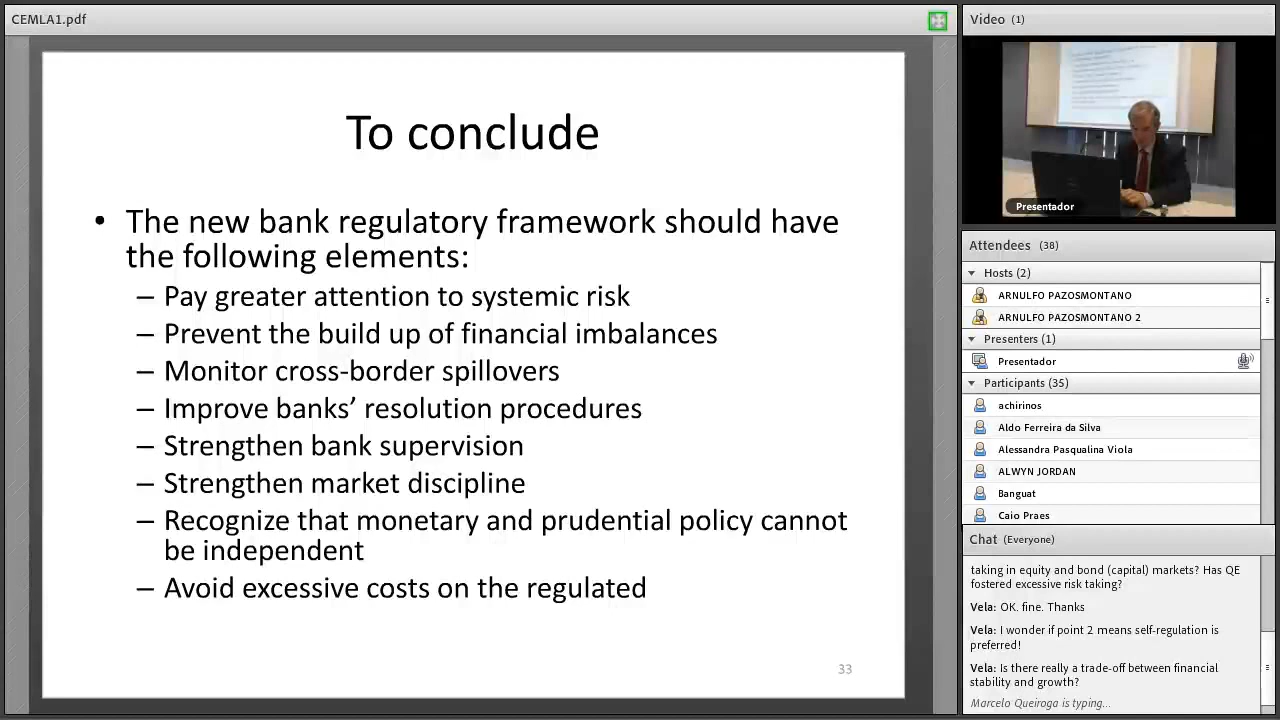 CEMLA1.pdf
To conclude
• The new bank regulatory framework should have
the following elements:
– Pay greater attention to systemic risk
– Prevent the build up of financial imbalances
– Monitor cross-border spillovers
– Improve banks’ resolution procedures
– Strengthen bank supervision
– Strengthen market discipline
– Recognize that monetary and prudential policy cannot
be independent
– Avoid excessive costs on the regulated
33
Video (1)
Presentador
Attendees (38)
Hosts (2)
ARNULFO PAZOSMONTANO
ARNULFO PAZOSMONTANO 2
Presenters (1)
Presentador
Participants (35)
achirinos
Aldo Ferreira da Silva
Alessandra Pasqualina Viola
ALWYN JORDAN
Banguat
Caio Praes
Chat (Everyone)
taking in equity and bond (capital) markets? Has QE
fostered excessive risk taking?
Vela: OK. fine. Thanks
Vela: I wonder if point 2 means self-regulation is
preferred!
Vela: Is there really a trade-off between financial
stability and growth?
Marcelo Queiroga is typing...